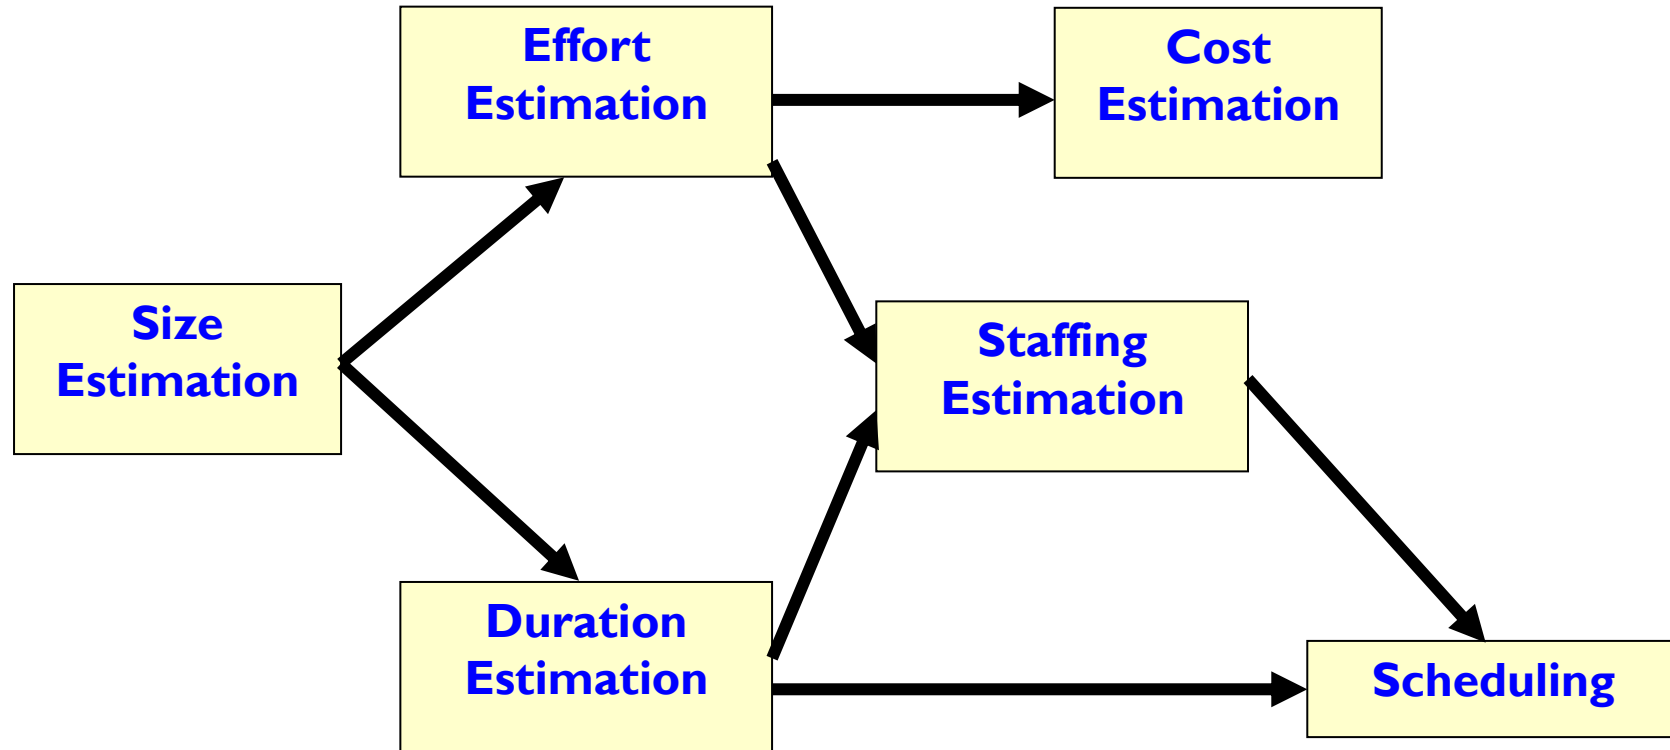 Effort
Estimation
Cost
Estimation
Size
Estimation
Staffing
Estimation
Duration
Estimation
Scheduling